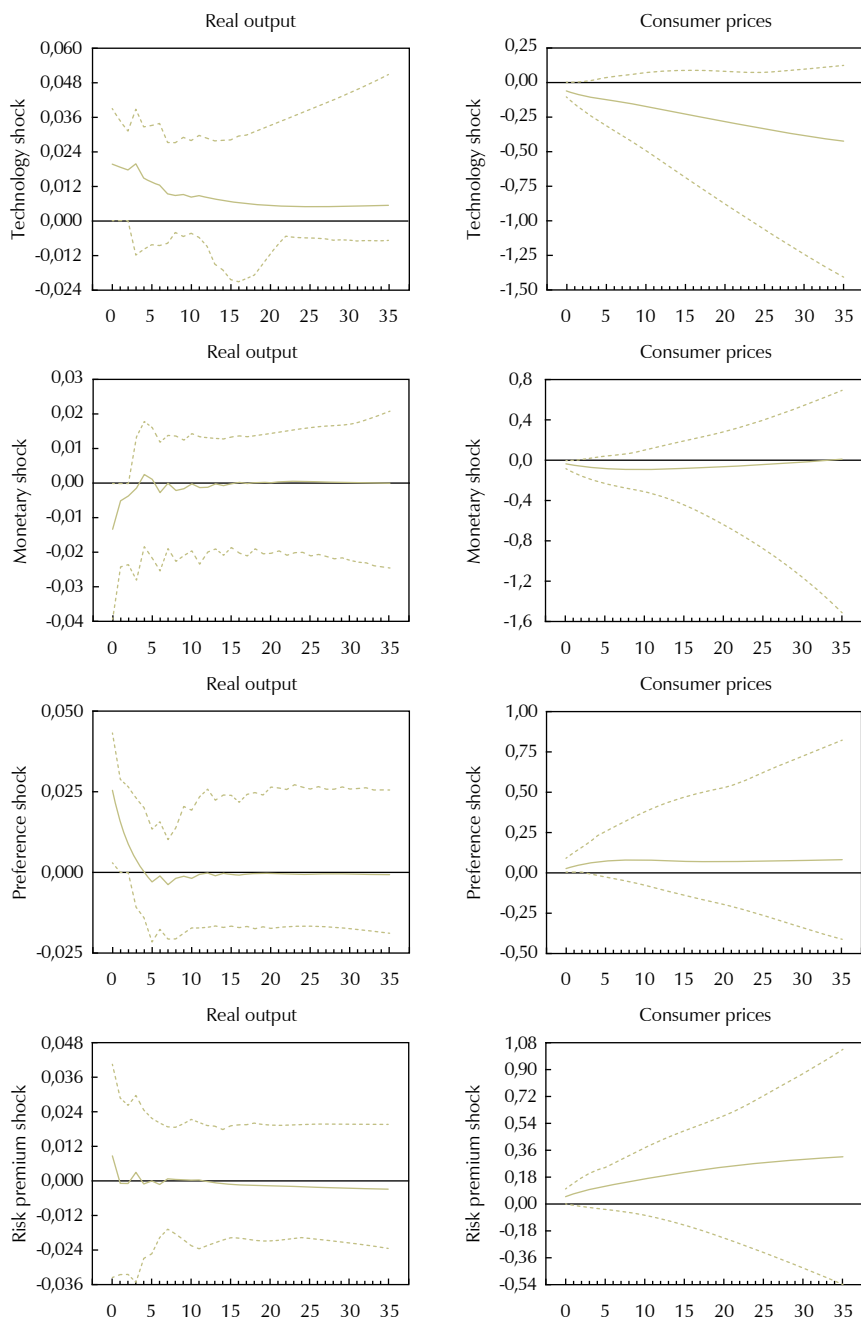 Real output
0,060
0,048
0,036
0,024
0,012
0,000
-0,012
-0,024
Technology shock
0 5 10 15 20 25 30 35
Consumer prices
0,25
0,00
-0,25
-0,50
-0,75
-1,00
-1,25
-1,50
Technology shock
0 5 10 15 20 25 30 35
Real output
0,03
0,02
0,01
0,00
-0,01
-0,02
-0,03
-0,04
Monetary shock
0 5 10 15 20 25 30 35
Consumer prices
0,8
0,4
0,0
-0,4
-0,8
-1,2
-1,6
Monetary shock
0 5 10 15 20 25 30 35
Real output
0,050
0,025
0,000
-0,025
Preference shock
0 5 10 15 20 25 30 35
Consumer prices
1,00
0,75
0,50
0,25
0,00
-0,25
-0,50
Preference shock
0 5 10 15 20 25 30 35
Real output
0,048
0,036
0,024
0,012
0,000
-0,012
-0,024
-0,036
Risk premium shock
0 5 10 15 20 25 30 35
Consumer prices
1,08
0,90
0,72
0,54
0,36
0,18
0,00
-0,18
-0,36
-0,54
Risk premium shock
0 5 10 15 20 25 30 35